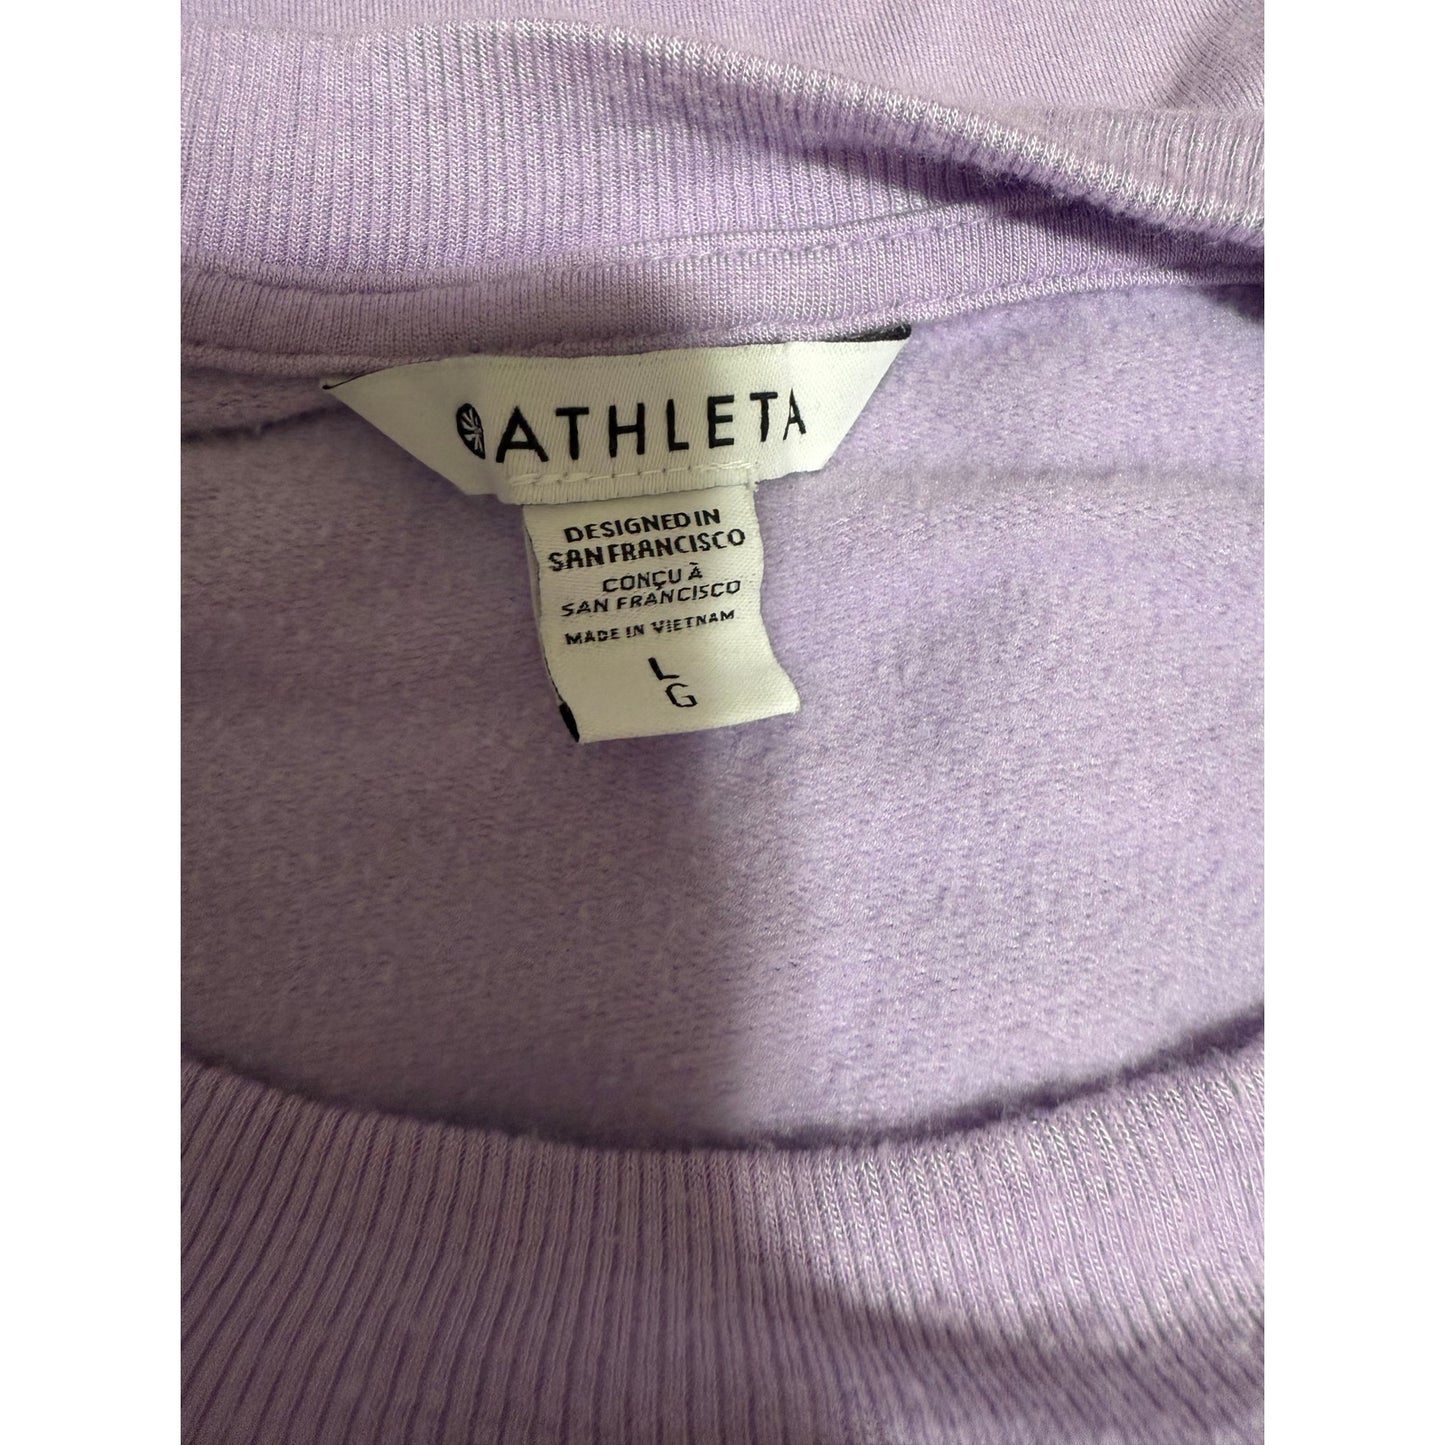 ATHLETA
DESIGNED IN
SAN FRANCISCO
CONÇU À
SAN FRANCISCO
MADE IN VIETNAM
L
G